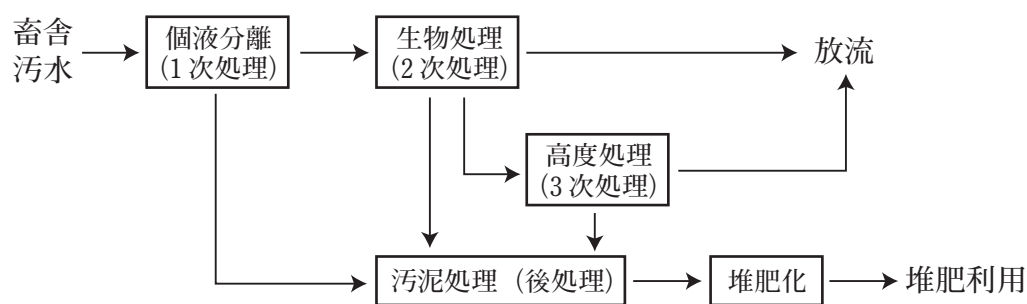 畜舎
汚水
個液分離
(1次処理)
生物処理
(2次処理)
放流
高度処理
(3次処理)
汚泥処理（後処理）
堆肥化
堆肥利用